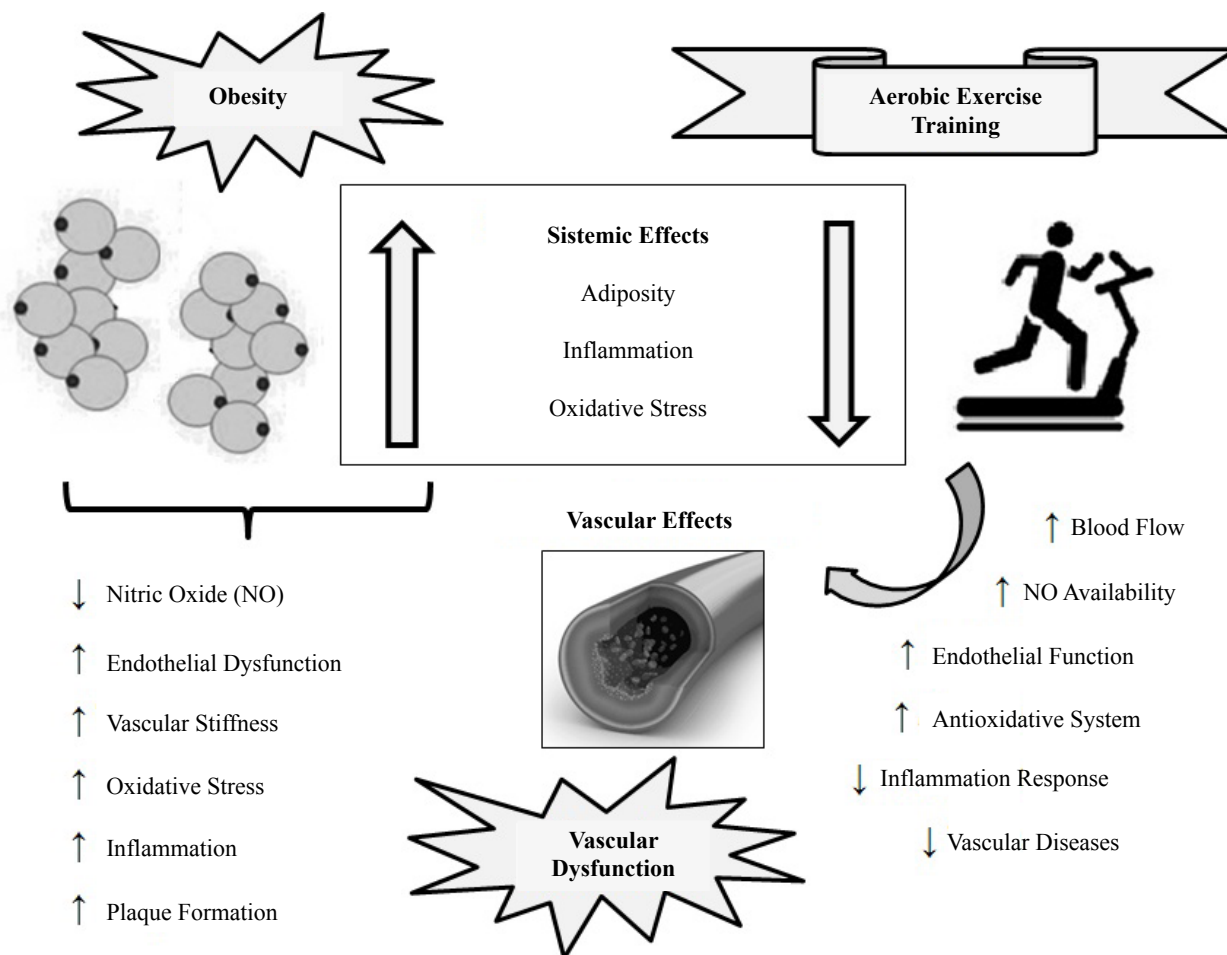 Obesity
Aerobic Exercise
Training
Sistemic Effects
Adiposity
Inflammation
Oxidative Stress
Vascular Effects
↓ Nitric Oxide (NO)
↑ Endothelial Dysfunction
↑ Vascular Stiffness
↑ Oxidative Stress
↑ Inflammation
↑ Plaque Formation
↑ Blood Flow
↑ NO Availability
↑ Endothelial Function
↑ Antioxidative System
↓ Inflammation Response
↓ Vascular Diseases
Vascular
Dysfunction